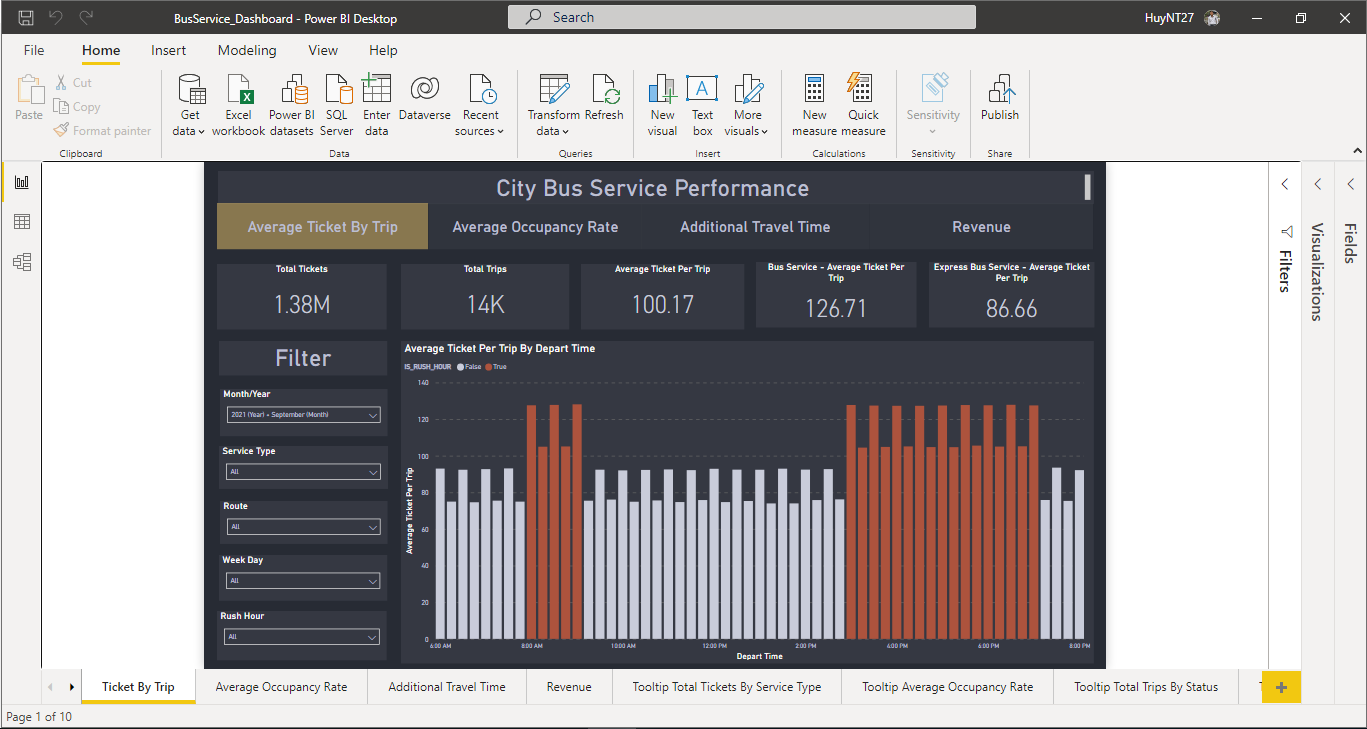 BusService_Dashboard - Power BI Desktop
Search
HuyNT27
File Home Insert Modeling View Help
Paste
Cut
Copy
Format painter
Clipboard
Get data
Excel workbook
Power BI datasets
SQL Server
Enter data
Dataverse
Recent sources
Data
Transform data
Refresh
Queries
New visual
Text box
More visuals
Insert
New measure
Quick measure
Calculations
Sensitivity
Sensitivity
Publish
Share
City Bus Service Performance
Average Ticket By Trip
Average Occupancy Rate
Additional Travel Time
Revenue
Total Tickets
1.38M
Total Trips
14K
Average Ticket Per Trip
100.17
Bus Service - Average Ticket Per
Trip
126.71
Express Bus Service - Average Ticket
Per Trip
86.66
Filter
Month/Year
2021 (Year) + September (Month)
Service Type
All
Route
All
Week Day
All
Rush Hour
All
Average Ticket Per Trip By Depart Time
IS_RUSH_HOUR False True
Average Ticket Per Trip
140
120
100
80
60
40
20
0
6:00 AM 8:00 AM 10:00 AM 12:00 PM 2:00 PM 4:00 PM 6:00 PM 8:00 PM
Depart Time
Filters
Visualizations
Fields
Ticket By Trip
Average Occupancy Rate
Additional Travel Time
Revenue
Tooltip Total Tickets By Service Type
Tooltip Average Occupancy Rate
Tooltip Total Trips By Status
Page 1 of 10